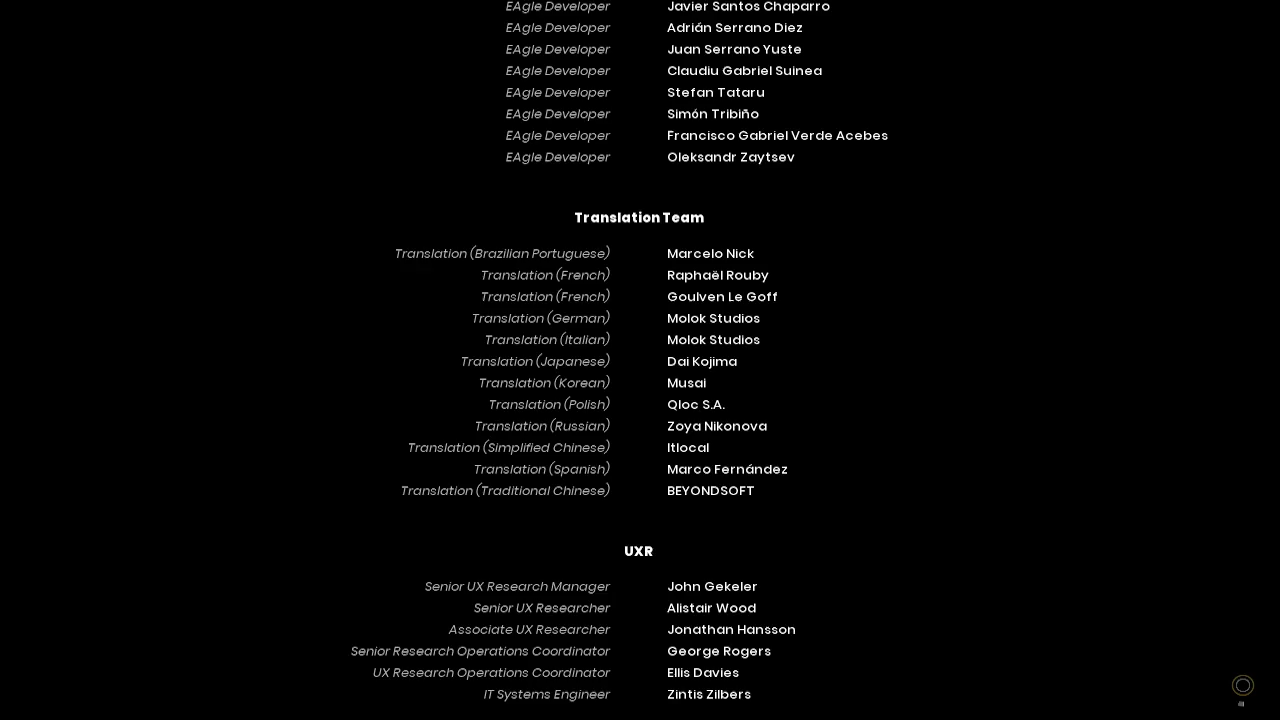 EAgle Developer Javier Santos Chaparro
EAgle Developer Adrián Serrano Diez
EAgle Developer Juan Serrano Yuste
EAgle Developer Claudiu Gabriel Suinea
EAgle Developer Stefan Tataru
EAgle Developer Simón Tribiño
EAgle Developer Francisco Gabriel Verde Acebes
EAgle Developer Oleksandr Zaytsev
Translation Team
Translation (Brazilian Portuguese) Marcelo Nick
Translation (French) Raphaël Rouby
Translation (French) Goulven Le Goff
Translation (German) Molok Studios
Translation (Italian) Molok Studios
Translation (Japanese) Dai Kojima
Translation (Korean) Musai
Translation (Polish) Qloc S.A.
Translation (Russian) Zoya Nikonova
Translation (Simplified Chinese) Itlocal
Translation (Spanish) Marco Fernández
Translation (Traditional Chinese) BEYONDSOFT
UXR
Senior UX Research Manager John Gekeler
Senior UX Researcher Alistair Wood
Associate UX Researcher Jonathan Hansson
Senior Research Operations Coordinator George Rogers
UX Research Operations Coordinator Ellis Davies
IT Systems Engineer Zintis Zilbers